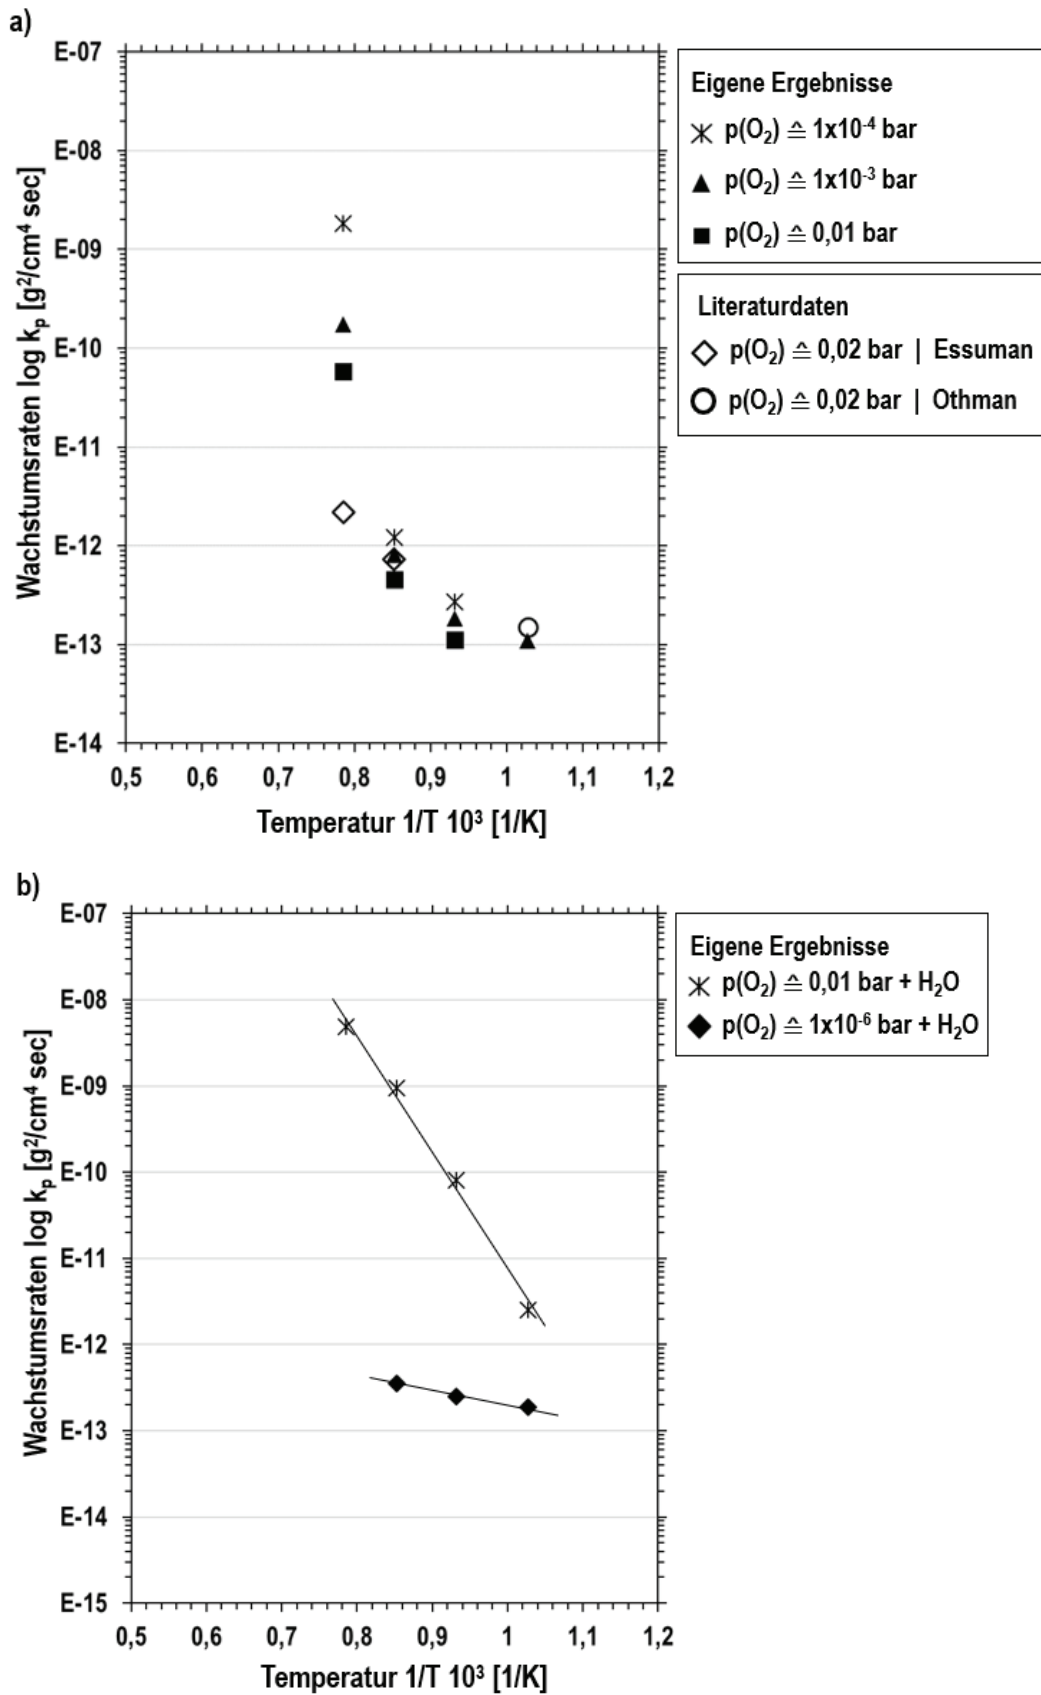 a)
E-07
E-08
E-09
E-10
E-11
E-12
E-13
E-14
Wachstumsraten log kₚ [g²/cm⁴ sec]
0,5 0,6 0,7 0,8 0,9 1 1,1 1,2
Temperatur 1/T 10³ [1/K]
Eigene Ergebnisse
p(O₂) ≙ 1x10⁻⁴ bar
p(O₂) ≙ 1x10⁻³ bar
p(O₂) ≙ 0,01 bar
Literaturdaten
p(O₂) ≙ 0,02 bar | Essuman
p(O₂) ≙ 0,02 bar | Othman
b)
E-07
E-08
E-09
E-10
E-11
E-12
E-13
E-14
E-15
Wachstumsraten log kₚ [g²/cm⁴ sec]
0,5 0,6 0,7 0,8 0,9 1 1,1 1,2
Temperatur 1/T 10³ [1/K]
Eigene Ergebnisse
p(O₂) ≙ 0,01 bar + H₂O
p(O₂) ≙ 1x10⁻⁶ bar + H₂O